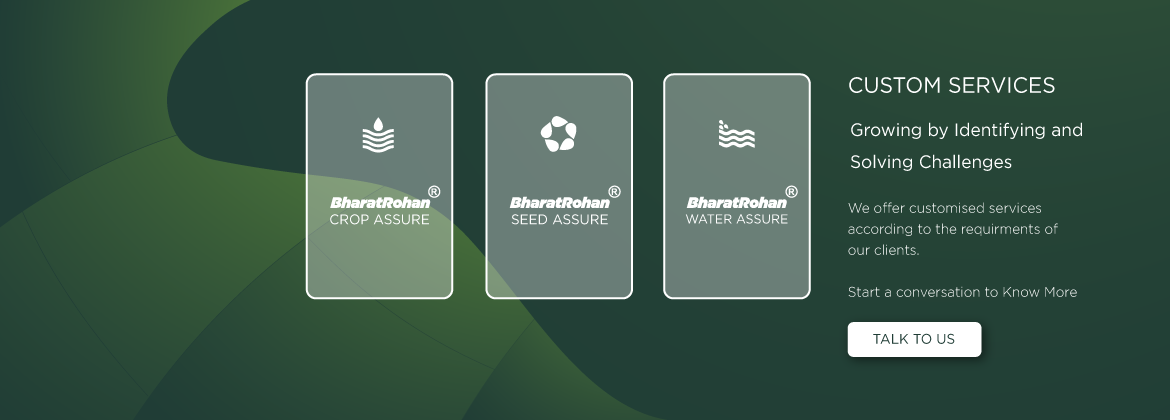 BharatRohan®
CROP ASSURE
BharatRohan®
SEED ASSURE
BharatRohan®
WATER ASSURE
CUSTOM SERVICES
Growing by Identifying and
Solving Challenges
We offer customised services
according to the requirments of
our clients.
Start a conversation to Know More
TALK TO US